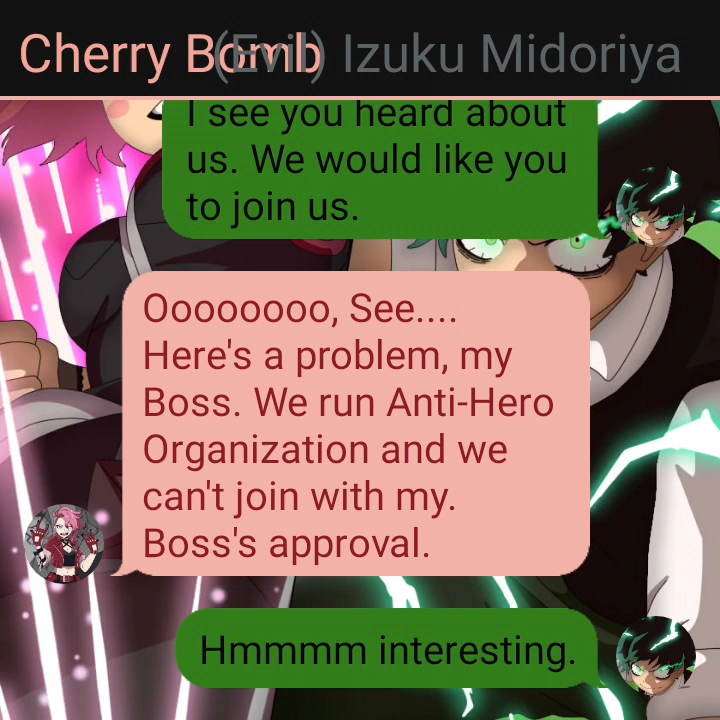 Cherry Bomb (Evil) Izuku Midoriya
I see you heard about
us. We would like you
to join us.
Oooooooo, See....
Here's a problem, my
Boss. We run Anti-Hero
Organization and we
can't join with my.
Boss's approval.
Hmmmm interesting.